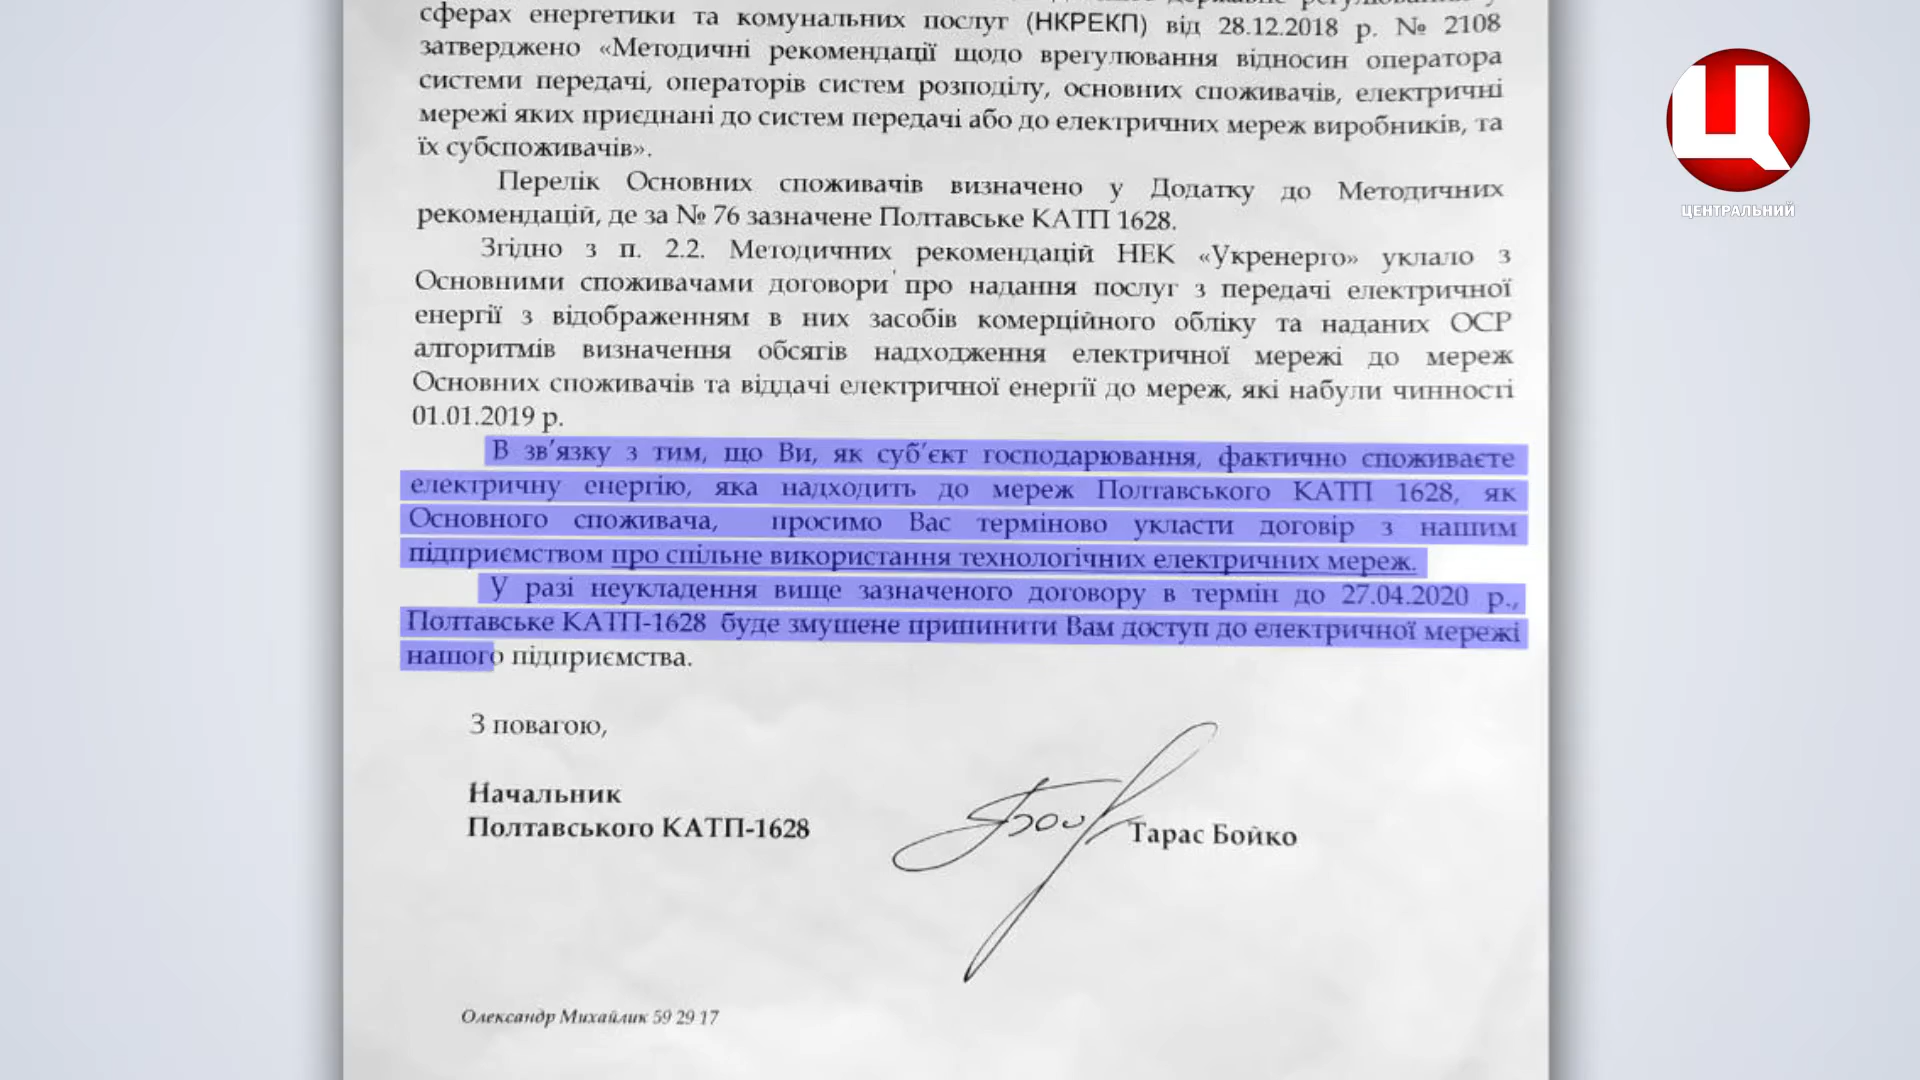 сферах енергетики та комунальних послуг (НКРЕКП) від 28.12.2018 р. № 2108
затверджено «Методичні рекомендації щодо врегулювання відносин оператора
системи передачі, операторів систем розподілу, основних споживачів, електричні
мережі яких приєднані до систем передачі або до електричних мереж виробників, та
їх субспоживачів».
Перелік Основних споживачів визначено у Додатку до Методичних
рекомендацій, де за № 76 зазначене Полтавське КАТП 1628.
Згідно з п. 2.2. Методичних рекомендацій НЕК «Укренерго» уклало з
Основними споживачами договори про надання послуг з передачі електричної
енергії з відображенням в них засобів комерційного обліку та наданих ОСР
алгоритмів визначення обсягів надходження електричної мережі до мереж
Основних споживачів та віддачі електричної енергії до мереж, які набули чинності
01.01.2019 р.
В зв'язку з тим, що Ви, як суб'єкт господарювання, фактично споживаєте
електричну енергію, яка надходить до мереж Полтавського КАТП 1628, як
Основного споживача, просимо Вас терміново укласти договір з нашим
підприємством про спільне використання технологічних електричних мереж.
У разі неукладення вище зазначеного договору в термін до 27.04.2020 р.,
Полтавське КАТП-1628 буде змушене припинити Вам доступ до електричної мережі
нашого підприємства.
З повагою,
Начальник
Полтавського КАТП-1628
Тарас Бойко
Олександр Михайлик 59 29 17
Ц
ЦЕНТРАЛЬНИЙ